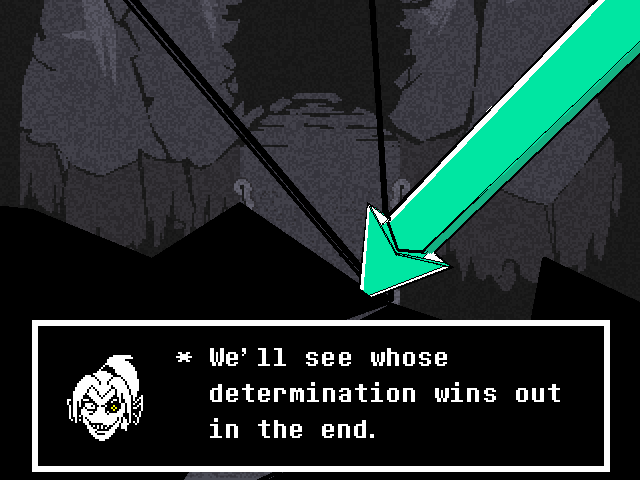 * We'll see whose
determination wins out
in the end.